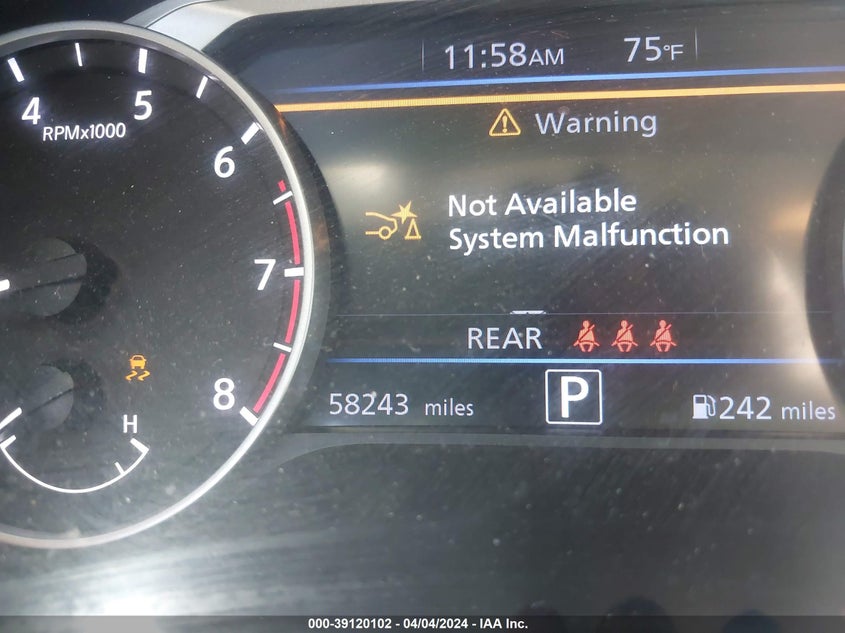 11:58AM 75°F
4 5
RPMx1000
6
Warning
Not Available
System Malfunction
7
REAR
8
58243 miles P 242 miles
H
000-39120102 - 04/04/2024 - IAA Inc.